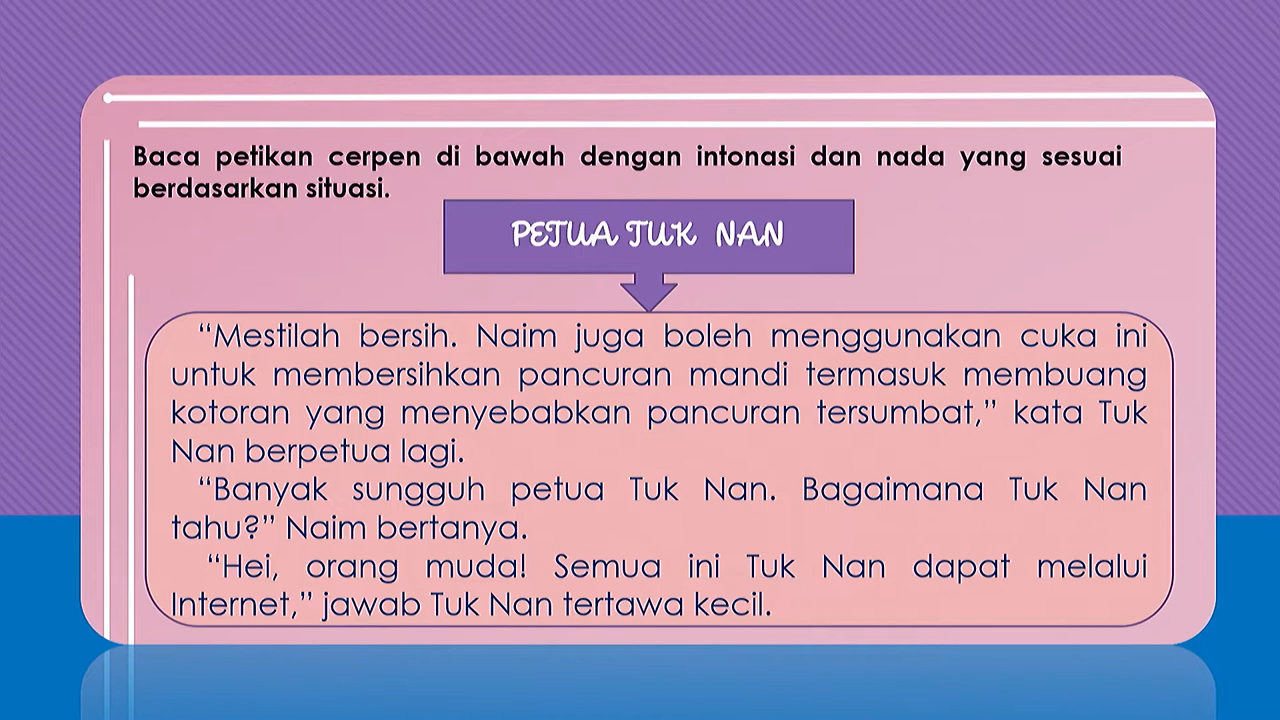 Baca petikan cerpen di bawah dengan intonasi dan nada yang sesuai
berdasarkan situasi.
PETUA TUK NAN
“Mestilah bersih. Naim juga boleh menggunakan cuka ini
untuk membersihkan pancuran mandi termasuk membuang
kotoran yang menyebabkan pancuran tersumbat,” kata Tuk
Nan berpetua lagi.
“Banyak sungguh petua Tuk Nan. Bagaimana Tuk Nan
tahu?” Naim bertanya.
“Hei, orang muda! Semua ini Tuk Nan dapat melalui
Internet,” jawab Tuk Nan tertawa kecil.